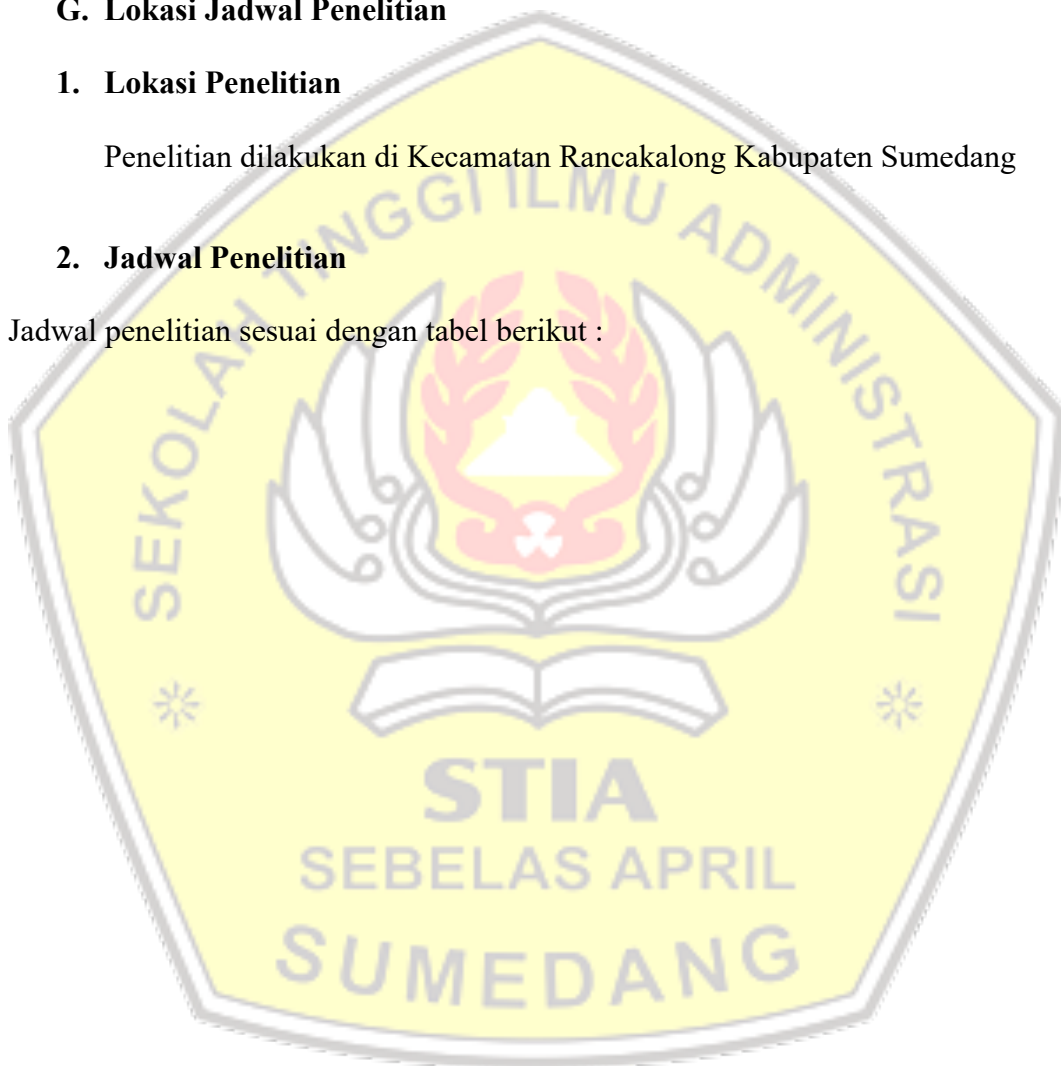 G. Lokasi Jadwal Penelitian
1. Lokasi Penelitian
Penelitian dilakukan di Kecamatan Rancakalong Kabupaten Sumedang
2. Jadwal Penelitian
Jadwal penelitian sesuai dengan tabel berikut :
SEKOLAH TINGGI ILMU ADMINISTRASI
STIA
SEBELAS APRIL
SUMEDANG